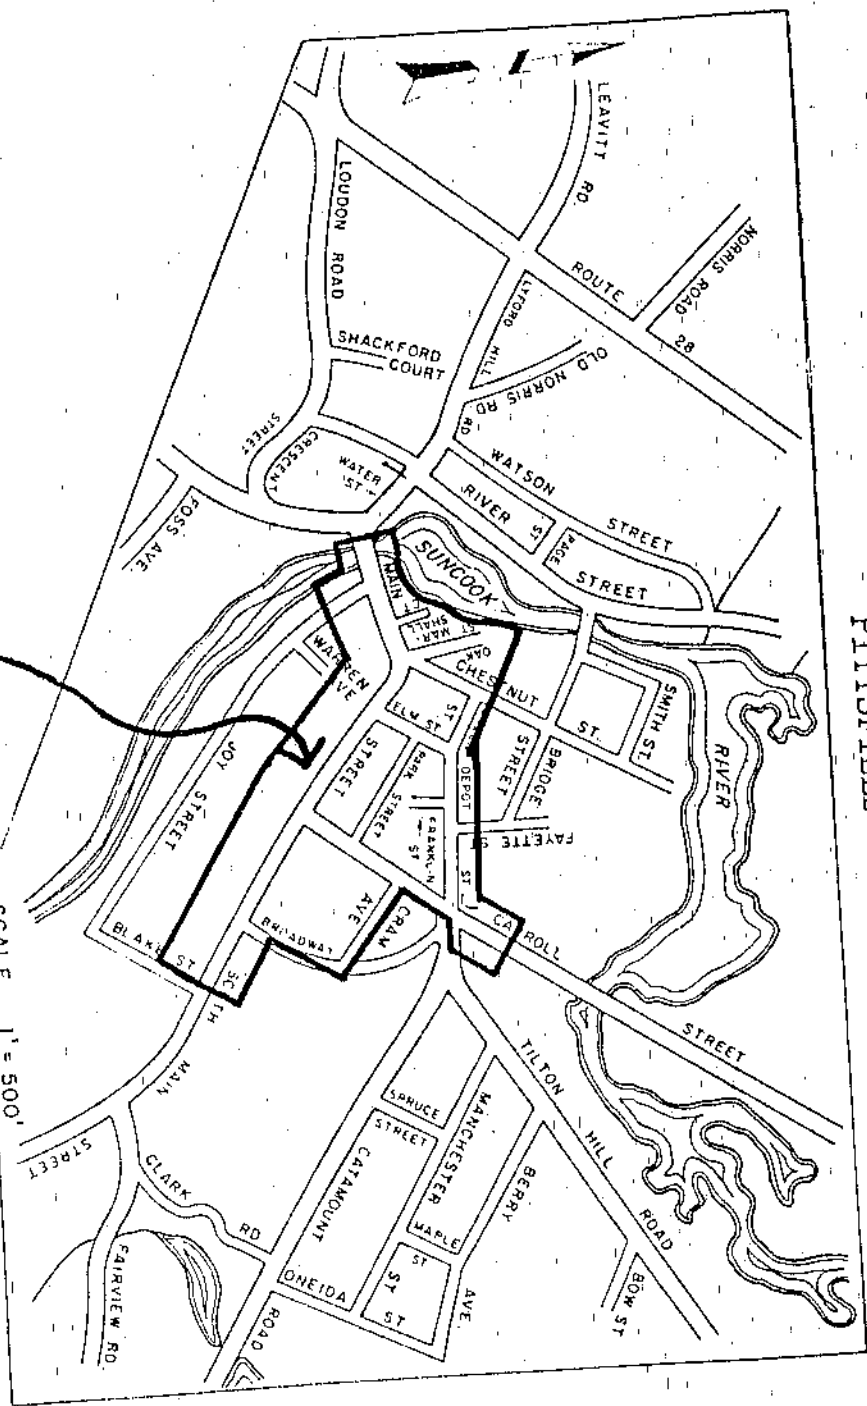 LEAVITT RD.
NORRIS ROAD
ROUTE
28
LOUDON ROAD
LYFORD HILL RD
OLD NORRIS RD
SHACKFORD
COURT
WATSON STREET
RIVER STREET
PAGE ST
CRESCENT STREET
WATER
ST
FOSS AVE.
SUNCOOK
RIVER
MAIN
CT
MAR-
SHALL
ST
OAK
CHESTNUT STREET
SMITH ST.
WARREN AVE
ELM ST
ST.
BRIDGE ST.
DEPOT ST
PARK STREET
FRANKLIN
ST
FAYETTE ST
JOY STREET
STREET
CRAM AVE
CARROLL STREET
BROADWAY
BLAKE ST
SOUTH MAIN STREET
TILTON HILL ROAD
SPRUCE
STREET
MANCHESTER ST
BERRY AVE
CATAMOUNT ROAD
CLARK RD
MAPLE
ST
ONEIDA ST
BOW ST
FAIRVIEW RD.
SCALE 1" = 500'